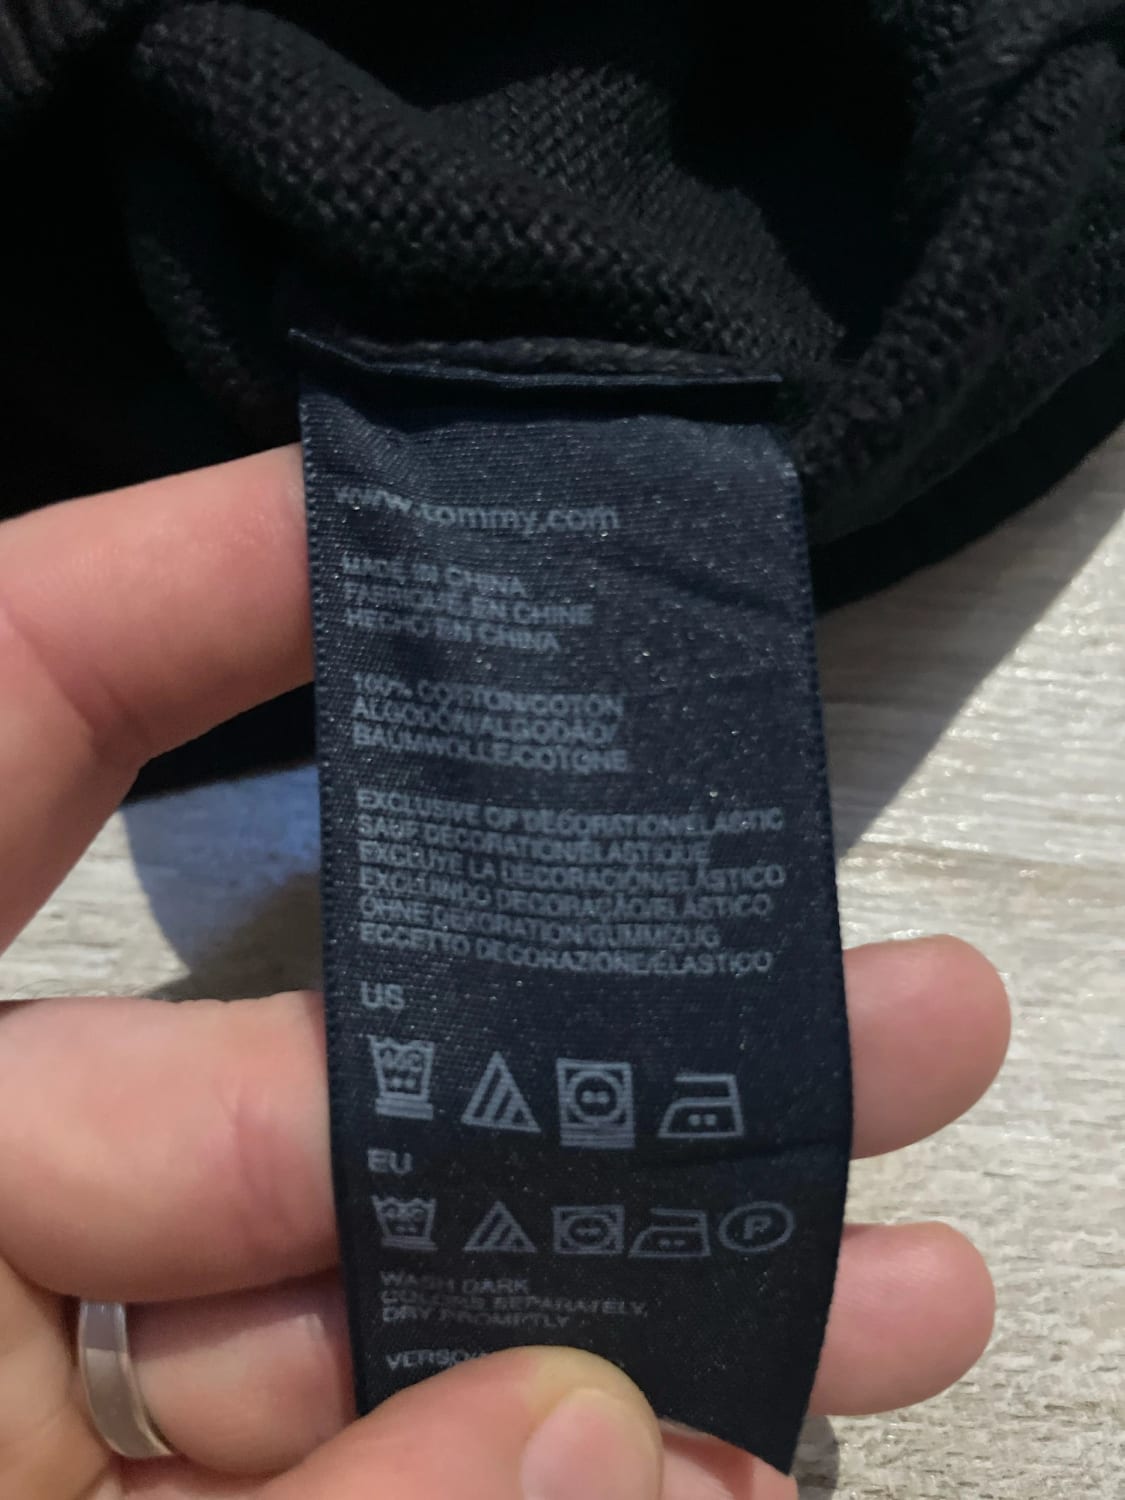 www.tommy.com
MADE IN CHINA
FABRIQUE EN CHINE
HECHO EN CHINA
100% COTTON/COTON
ALGODÓN/ALGODÃO/
BAUMWOLLE/COTONE
EXCLUSIVE OF DECORATION/ELASTIC
SAUF DÉCORATION/ÉLASTIQUE
EXCLUYE LA DECORACIÓN/ELÁSTICO
EXCLUINDO DECORAÇÃO/ELÁSTICO
OHNE DEKORATION/GUMMIZUG
ECCETTO DECORAZIONE/ELASTICO
US
EU
P
WASH DARK
COLORS SEPARATELY,
DRY PROMPTLY